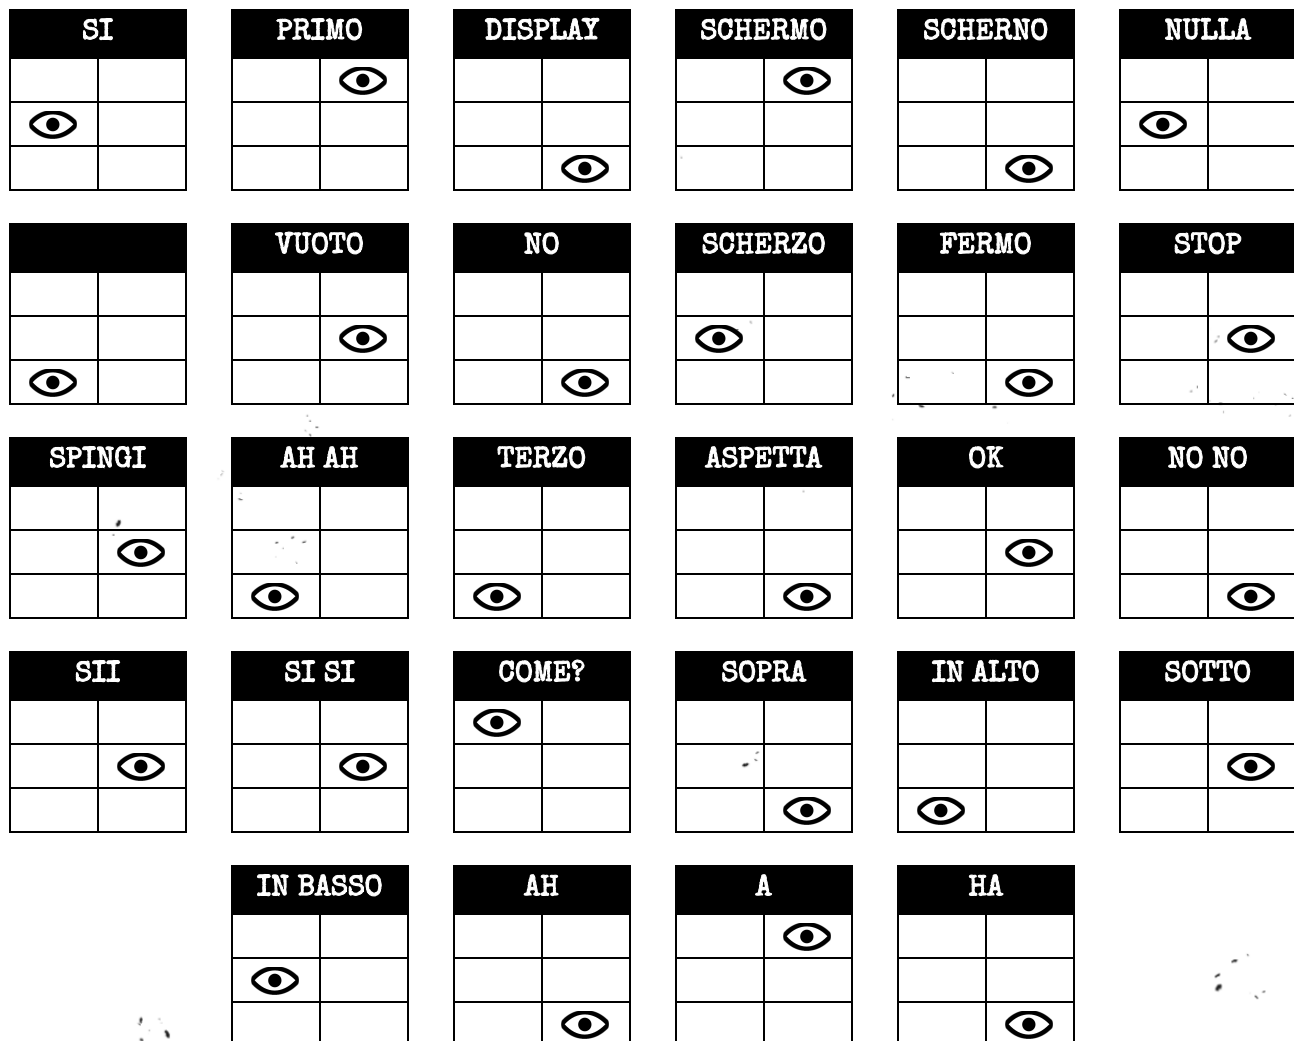 SI PRIMO DISPLAY SCHERMO SCHERNO NULLA
VUOTO NO SCHERZO FERMO STOP
SPINGI AH AH TERZO ASPETTA OK NO NO
SII SI SI COME? SOPRA IN ALTO SOTTO
IN BASSO AH A HA